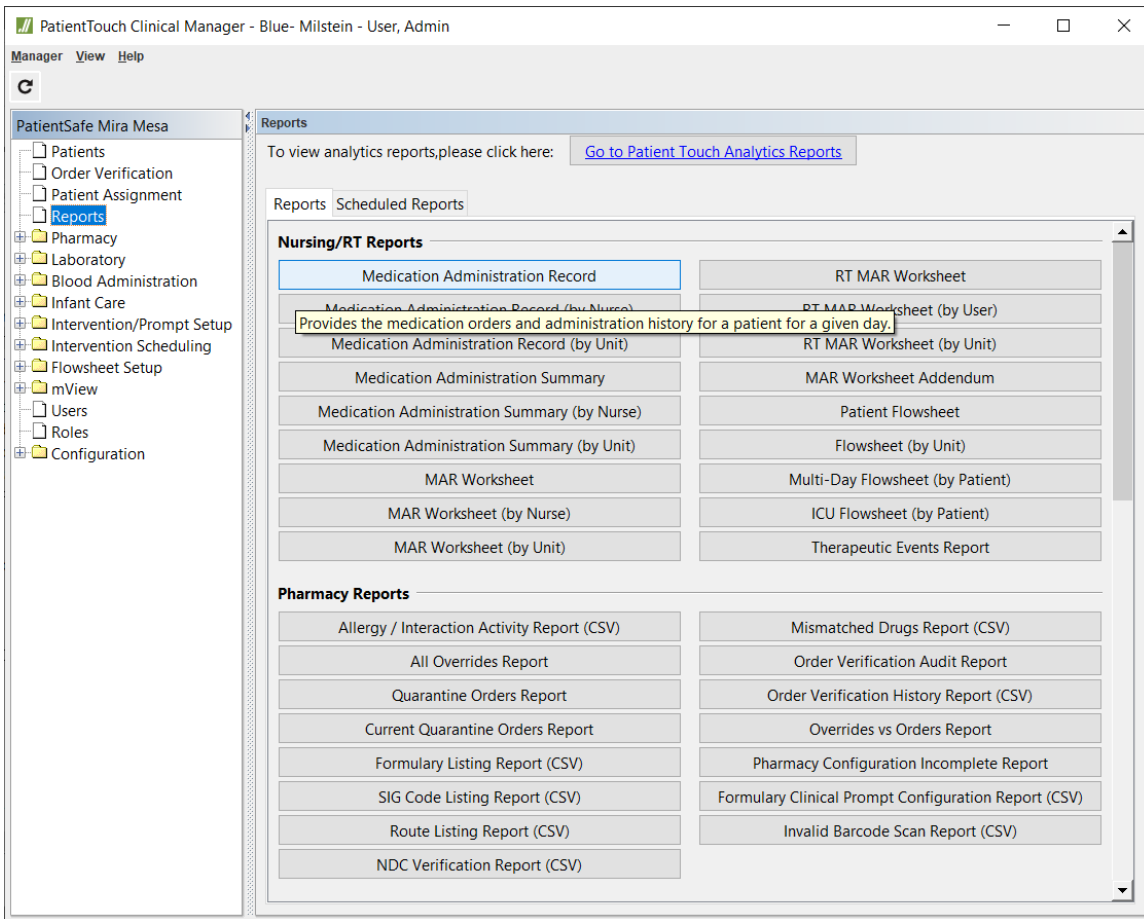 PatientTouch Clinical Manager - Blue- Milstein - User, Admin
Manager View Help
PatientSafe Mira Mesa
Patients
Order Verification
Patient Assignment
Reports
Pharmacy
Laboratory
Blood Administration
Infant Care
Intervention/Prompt Setup
Intervention Scheduling
Flowsheet Setup
mView
Users
Roles
Configuration
Reports
To view analytics reports,please click here: Go to Patient Touch Analytics Reports
Reports Scheduled Reports
Nursing/RT Reports
Medication Administration Record RT MAR Worksheet
Medication Administration Record (by Nurse) RT MAR Worksheet (by User)
Provides the medication orders and administration history for a patient for a given day.
Medication Administration Record (by Unit) RT MAR Worksheet (by Unit)
Medication Administration Summary MAR Worksheet Addendum
Medication Administration Summary (by Nurse) Patient Flowsheet
Medication Administration Summary (by Unit) Flowsheet (by Unit)
MAR Worksheet Multi-Day Flowsheet (by Patient)
MAR Worksheet (by Nurse) ICU Flowsheet (by Patient)
MAR Worksheet (by Unit) Therapeutic Events Report
Pharmacy Reports
Allergy / Interaction Activity Report (CSV) Mismatched Drugs Report (CSV)
All Overrides Report Order Verification Audit Report
Quarantine Orders Report Order Verification History Report (CSV)
Current Quarantine Orders Report Overrides vs Orders Report
Formulary Listing Report (CSV) Pharmacy Configuration Incomplete Report
SIG Code Listing Report (CSV) Formulary Clinical Prompt Configuration Report (CSV)
Route Listing Report (CSV) Invalid Barcode Scan Report (CSV)
NDC Verification Report (CSV)